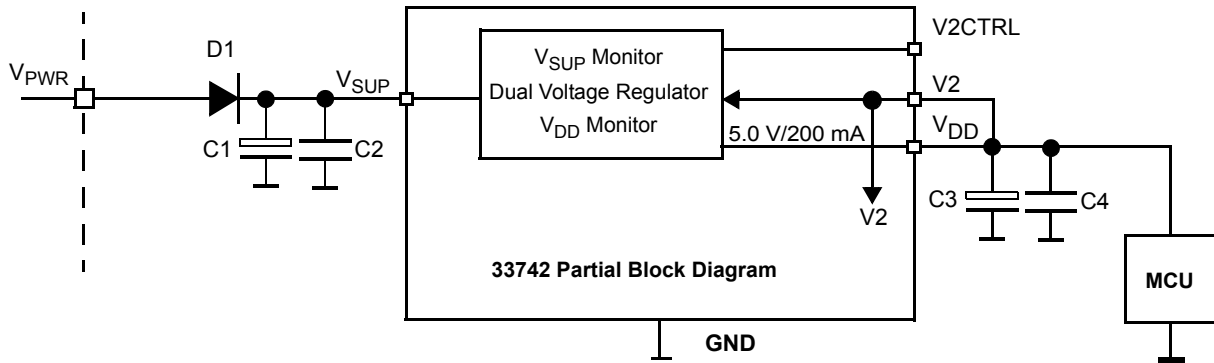 D1
V2CTRL
VPWR
VSUP
VSUP Monitor
Dual Voltage Regulator
VDD Monitor
V2
VDD
5.0 V/200 mA
C1
C2
V2
C3
C4
33742 Partial Block Diagram
MCU
GND